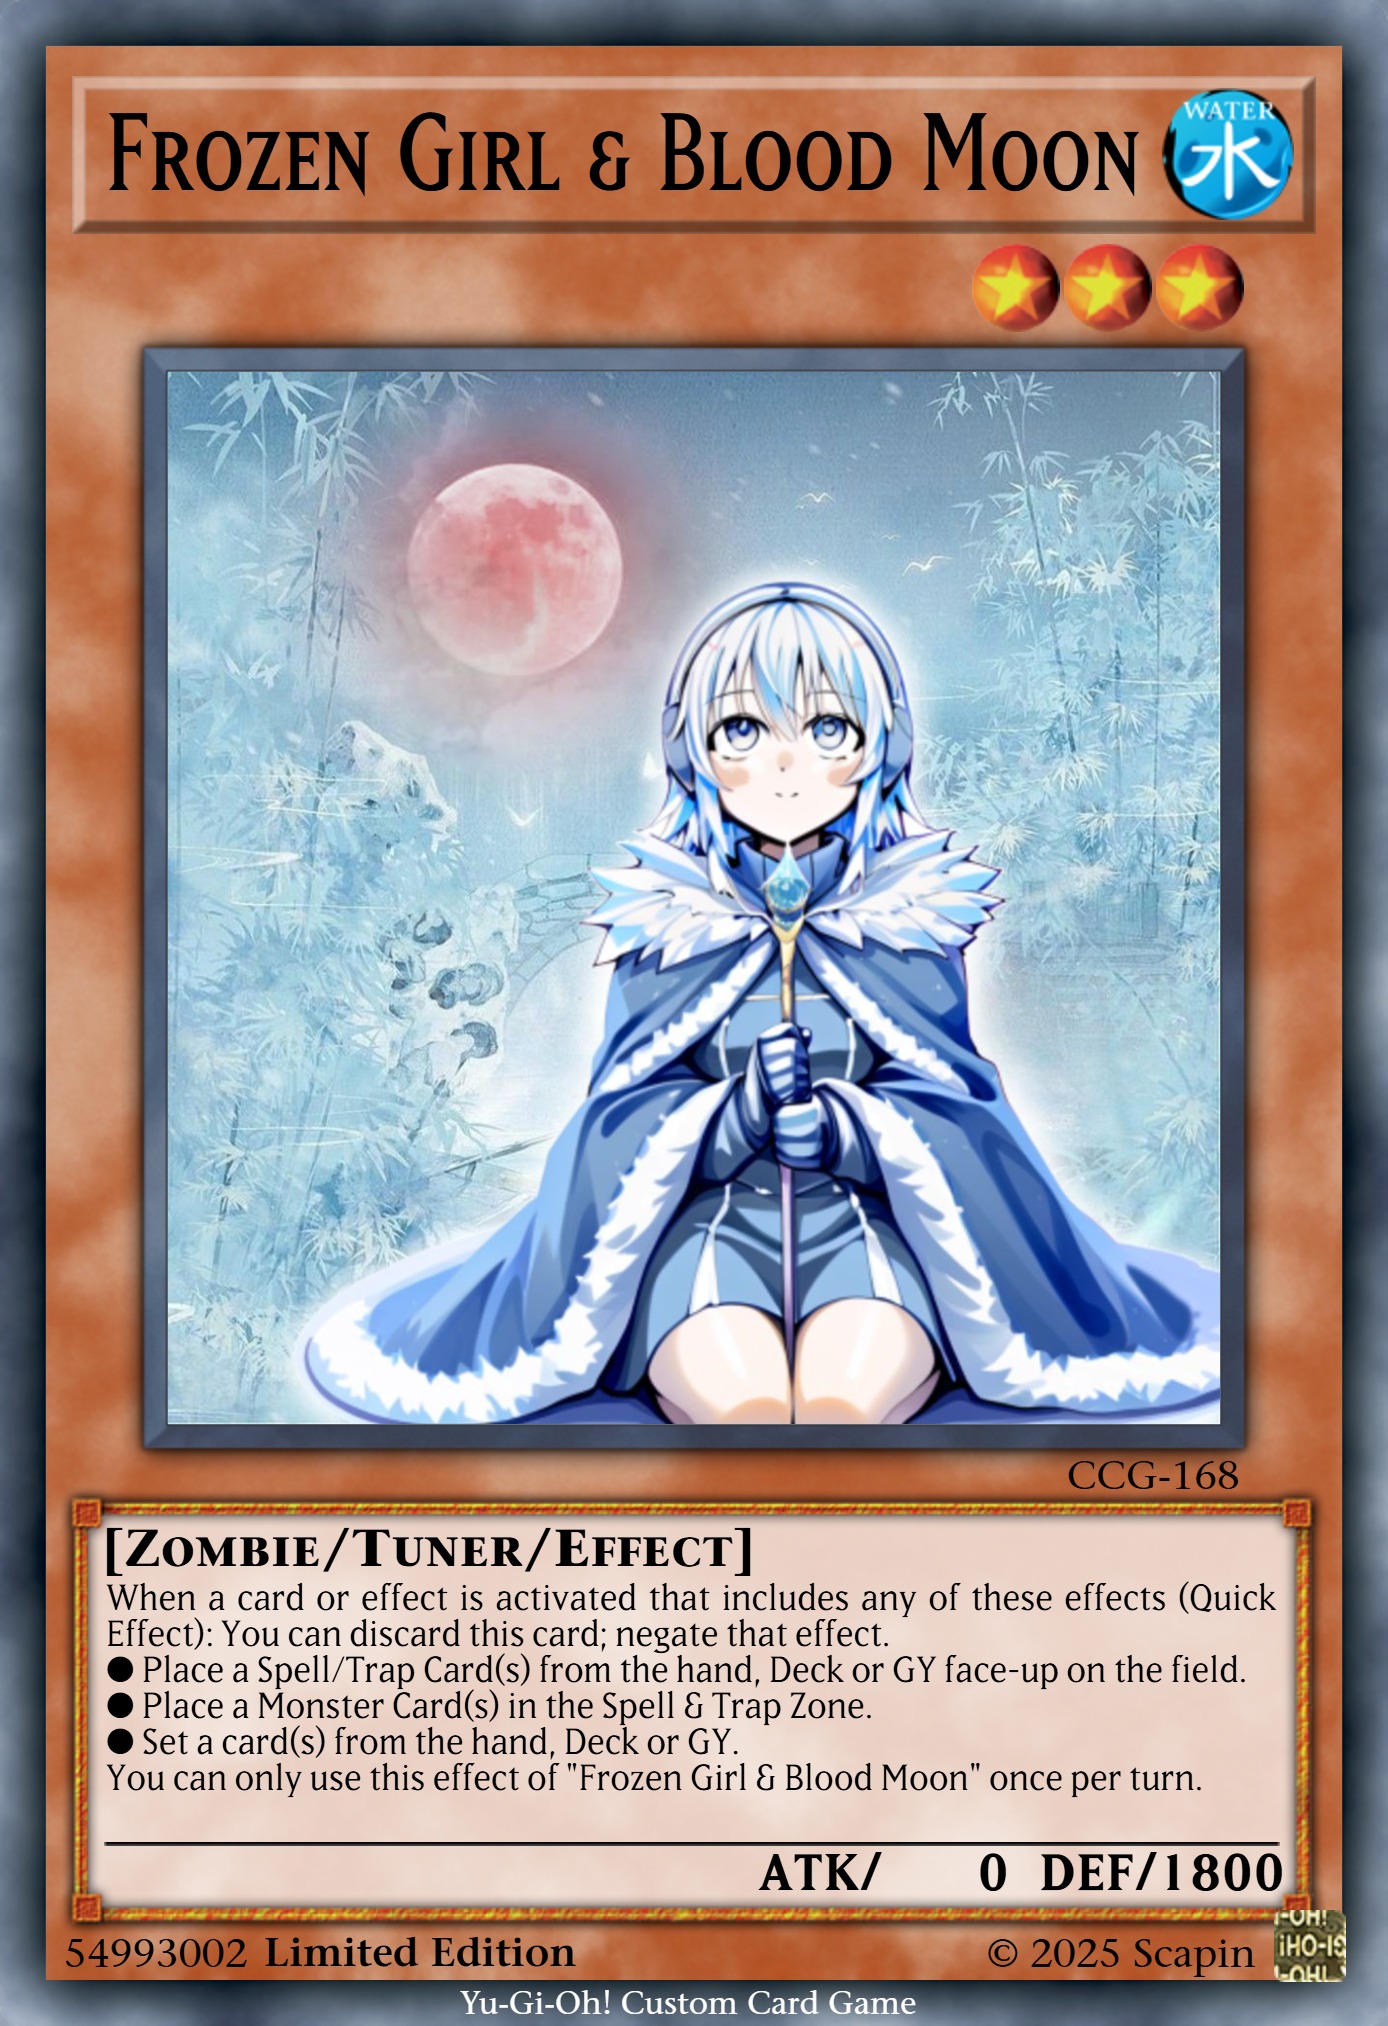 Frozen Girl & Blood Moon
WATER
水
CCG-168
[Zombie/Tuner/Effect]
When a card or effect is activated that includes any of these effects (Quick
Effect): You can discard this card; negate that effect.
● Place a Spell/Trap Card(s) from the hand, Deck or GY face-up on the field.
● Place a Monster Card(s) in the Spell & Trap Zone.
● Set a card(s) from the hand, Deck or GY.
You can only use this effect of "Frozen Girl & Blood Moon" once per turn.
ATK/ 0 DEF/1800
54993002 Limited Edition © 2025 Scapin
Yu-Gi-Oh! Custom Card Game